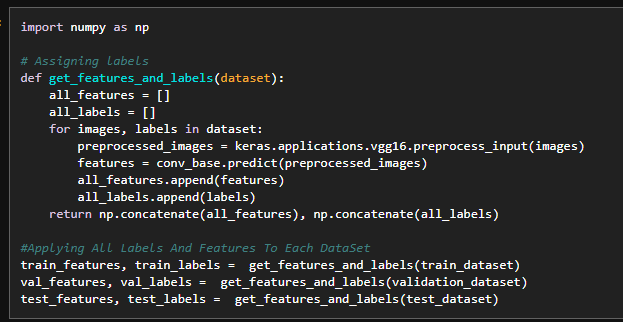 import numpy as np
# Assigning labels
def get_features_and_labels(dataset):
    all_features = []
    all_labels = []
    for images, labels in dataset:
        preprocessed_images = keras.applications.vgg16.preprocess_input(images)
        features = conv_base.predict(preprocessed_images)
        all_features.append(features)
        all_labels.append(labels)
    return np.concatenate(all_features), np.concatenate(all_labels)
#Applying All Labels And Features To Each DataSet
train_features, train_labels =  get_features_and_labels(train_dataset)
val_features, val_labels =  get_features_and_labels(validation_dataset)
test_features, test_labels =  get_features_and_labels(test_dataset)